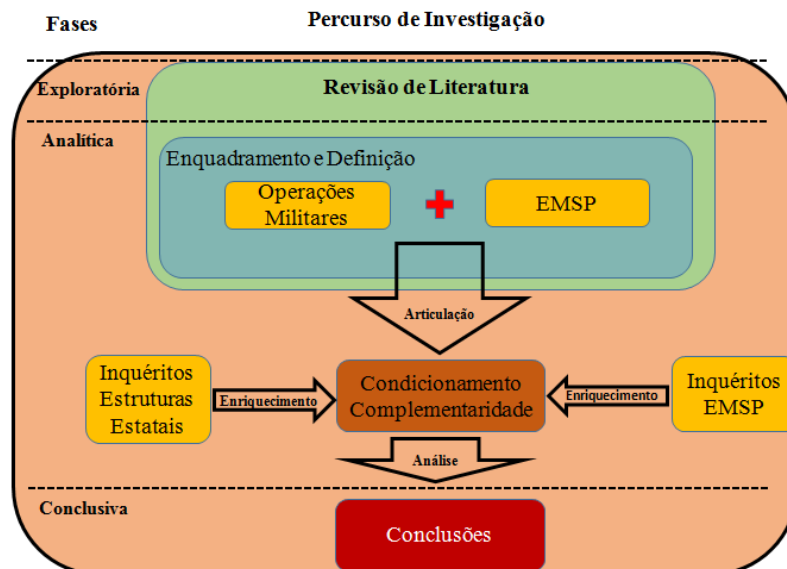 Fases
Percurso de Investigação
Exploratória
Revisão de Literatura
Analítica
Enquadramento e Definição
Operações
Militares
EMSP
Articulação
Inquéritos
Estruturas
Estatais
Enriquecimento
Condicionamento
Complementaridade
Enriquecimento
Inquéritos
EMSP
Análise
Conclusiva
Conclusões